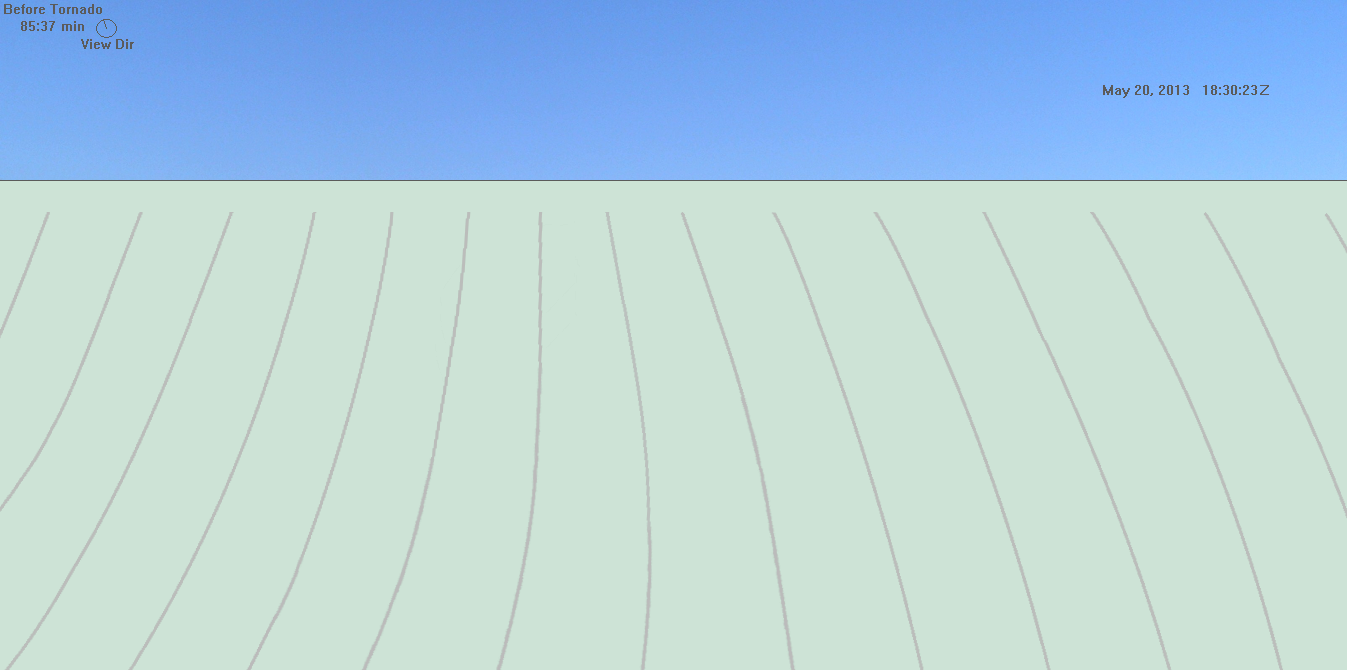 Before Tornado
85:37 min
View Dir
May 20, 2013 18:30:23Z